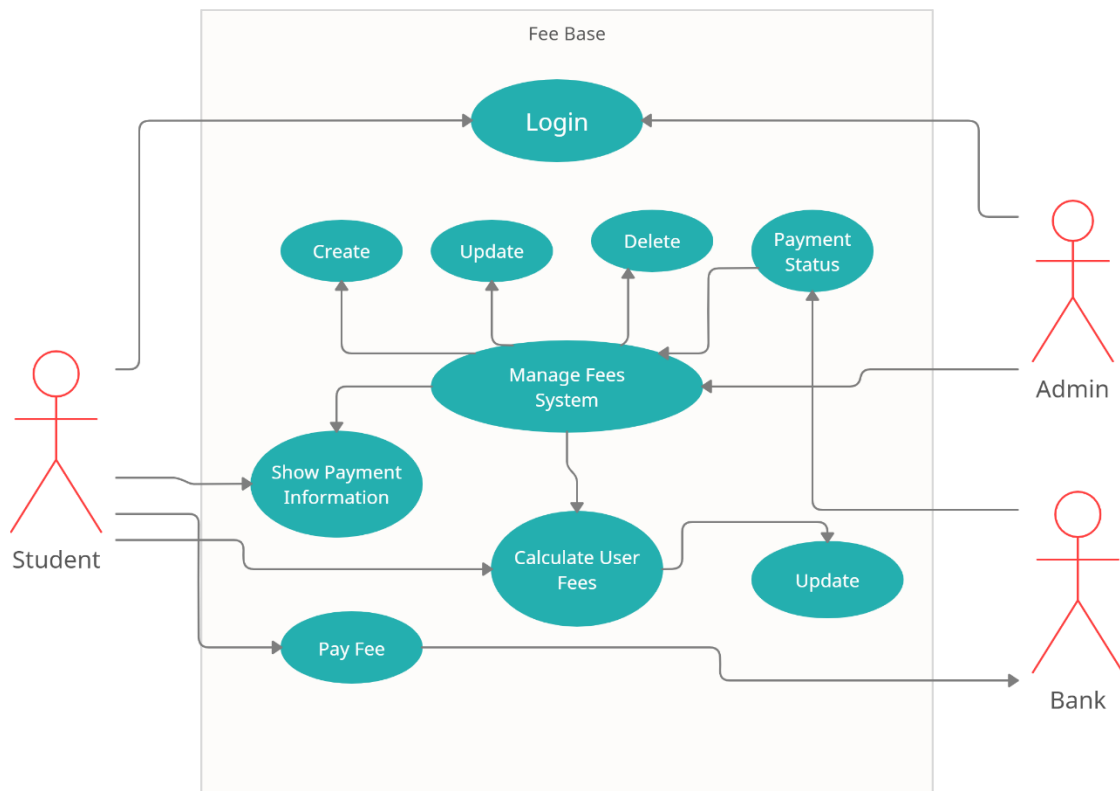 Fee Base
Login
Create
Update
Delete
Payment
Status
Manage Fees
System
Admin
Show Payment
Information
Student
Calculate User
Fees
Update
Pay Fee
Bank